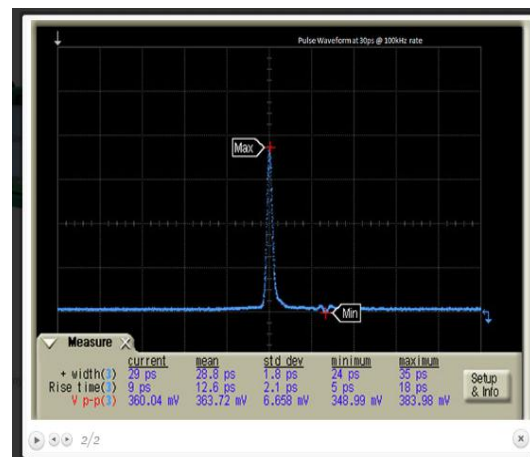 Pulse Waveform at 30ps @ 100kHz rate
Max
Min
Measure
current mean std dev minimum maximum
+ width(3) 29 ps 28.8 ps 1.8 ps 24 ps 35 ps
Rise time(3) 9 ps 12.6 ps 2.1 ps 5 ps 18 ps
V p-p(3) 360.04 mV 363.72 mV 6.658 mV 348.99 mV 383.98 mV
Setup
& Info
2/2